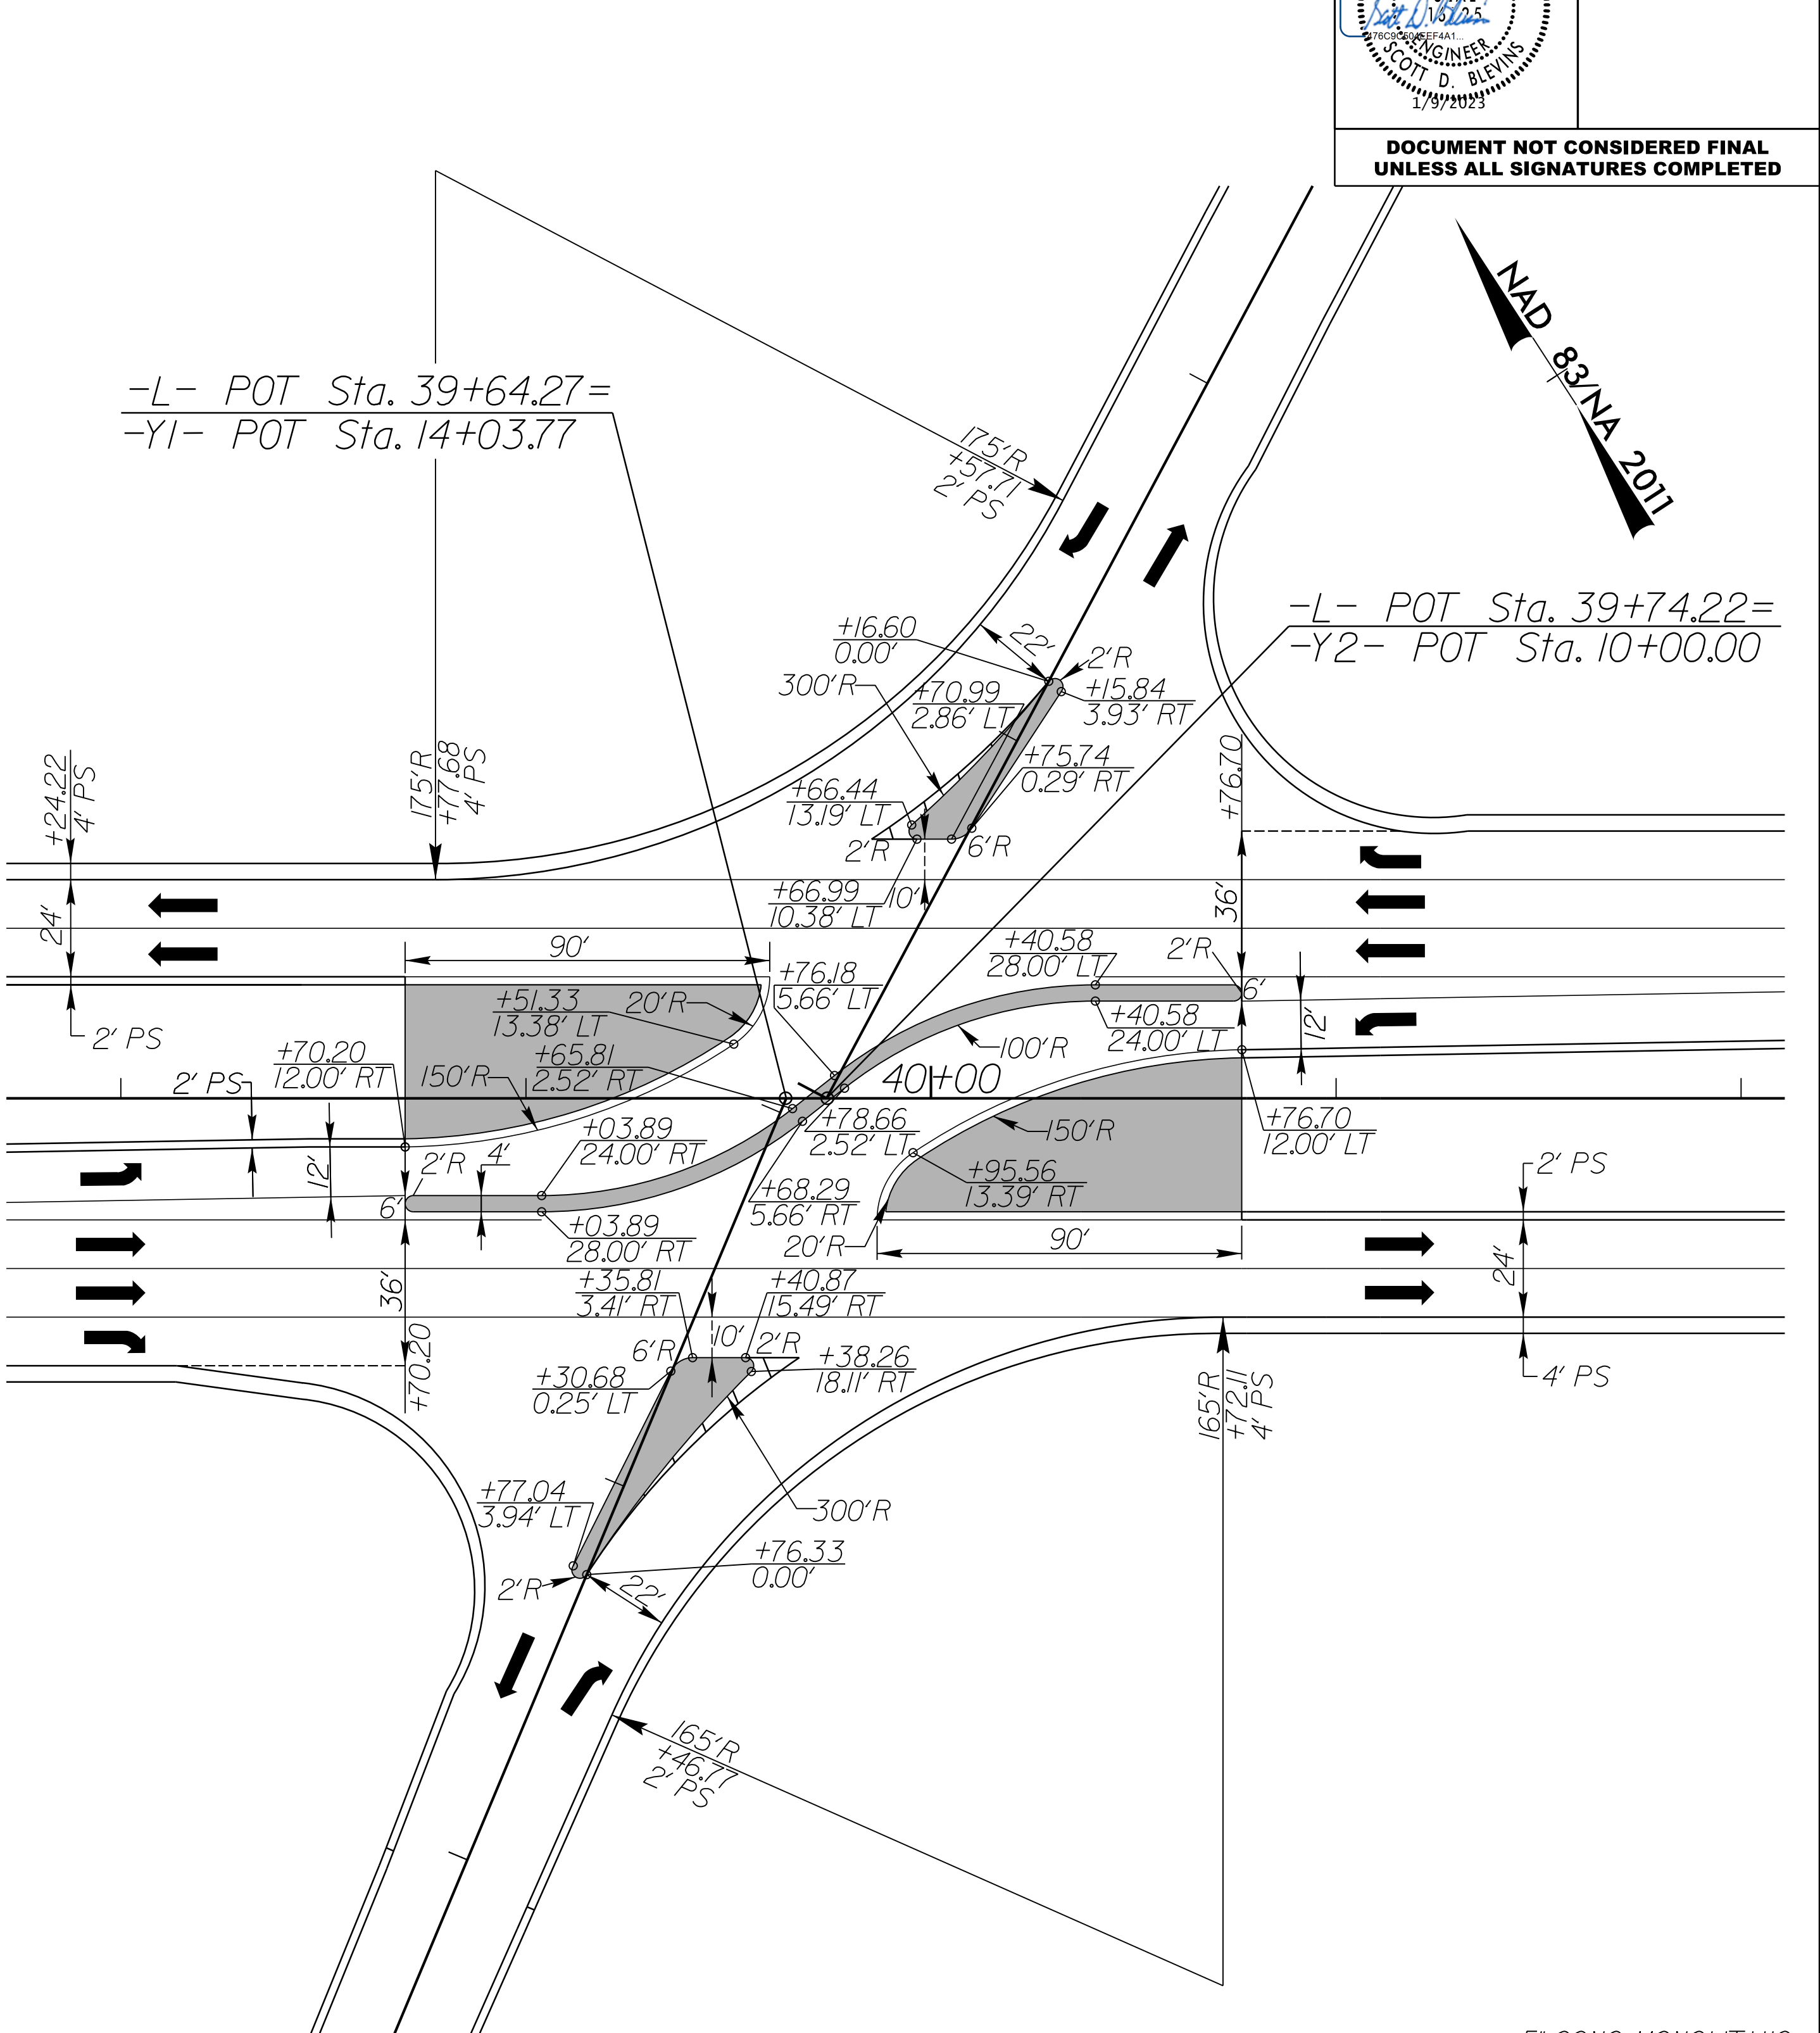 16 25
476C9C504EEF4A1...
ENGINEER
SCOTT D. BLEVINS
1/9/2023
DOCUMENT NOT CONSIDERED FINAL
UNLESS ALL SIGNATURES COMPLETED
NAD 83/NA 2011
-L- POT Sta. 39+64.27=
-Y1- POT Sta. 14+03.77
175'R
+57.71
2' PS
-L- POT Sta. 39+74.22=
-Y2- POT Sta. 10+00.00
+16.60
0.00'
22'
2'R
300'R
+70.99
2.86' LT
+15.84
3.93' RT
+75.74
0.29' RT
+24.22
4' PS
175'R
+77.68
4' PS
+66.44
13.19' LT
+76.70
2'R
6'R
+66.99
10.38' LT
10'
24'
36'
90'
+40.58
28.00' LT
2'R
+76.18
5.66' LT
6'
+51.33
13.38' LT
20'R
2' PS
+40.58
24.00' LT
12'
+70.20
12.00' RT
+65.81
2.52' RT
100'R
2' PS
150'R
40+00
+03.89
24.00' RT
+78.66
2.52' LT
150'R
+76.70
12.00' LT
12'
2'R
4'
+95.56
13.39' RT
2' PS
6'
+68.29
5.66' RT
+03.89
28.00' RT
20'R
90'
24'
36'
+35.81
3.41' RT
+40.87
15.49' RT
+70.20
6'R
10'
2'R
+38.26
18.11' RT
+30.68
0.25' LT
165'R
+72.11
4' PS
4' PS
+77.04
3.94' LT
300'R
+76.33
0.00'
2'R
22'
165'R
+46.77
2' PS